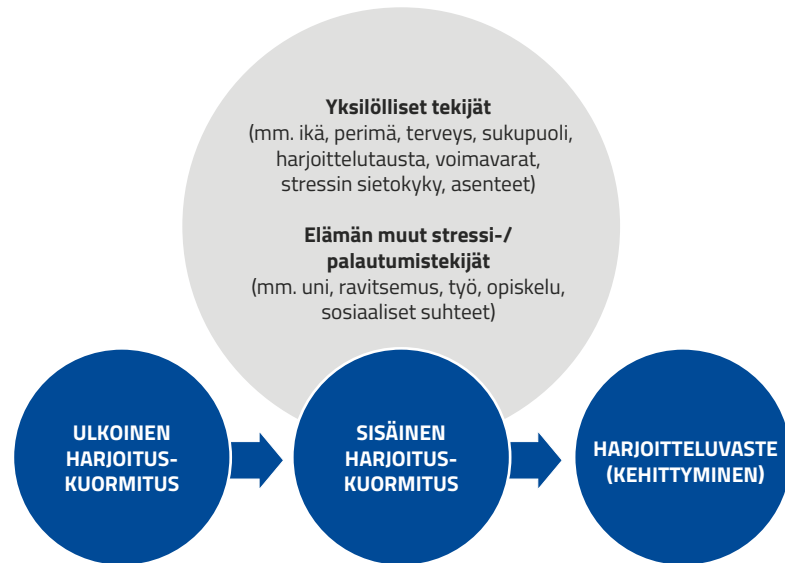 Yksilölliset tekijät
(mm. ikä, perimä, terveys, sukupuoli,
harjoittelutausta, voimavarat,
stressin sietokyky, asenteet)
Elämän muut stressi-/
palautumistekijät
(mm. uni, ravitsemus, työ, opiskelu,
sosiaaliset suhteet)
ULKOINEN
HARJOITUS-
KUORMITUS
SISÄINEN
HARJOITUS-
KUORMITUS
HARJOITTELUVASTE
(KEHITTYMINEN)